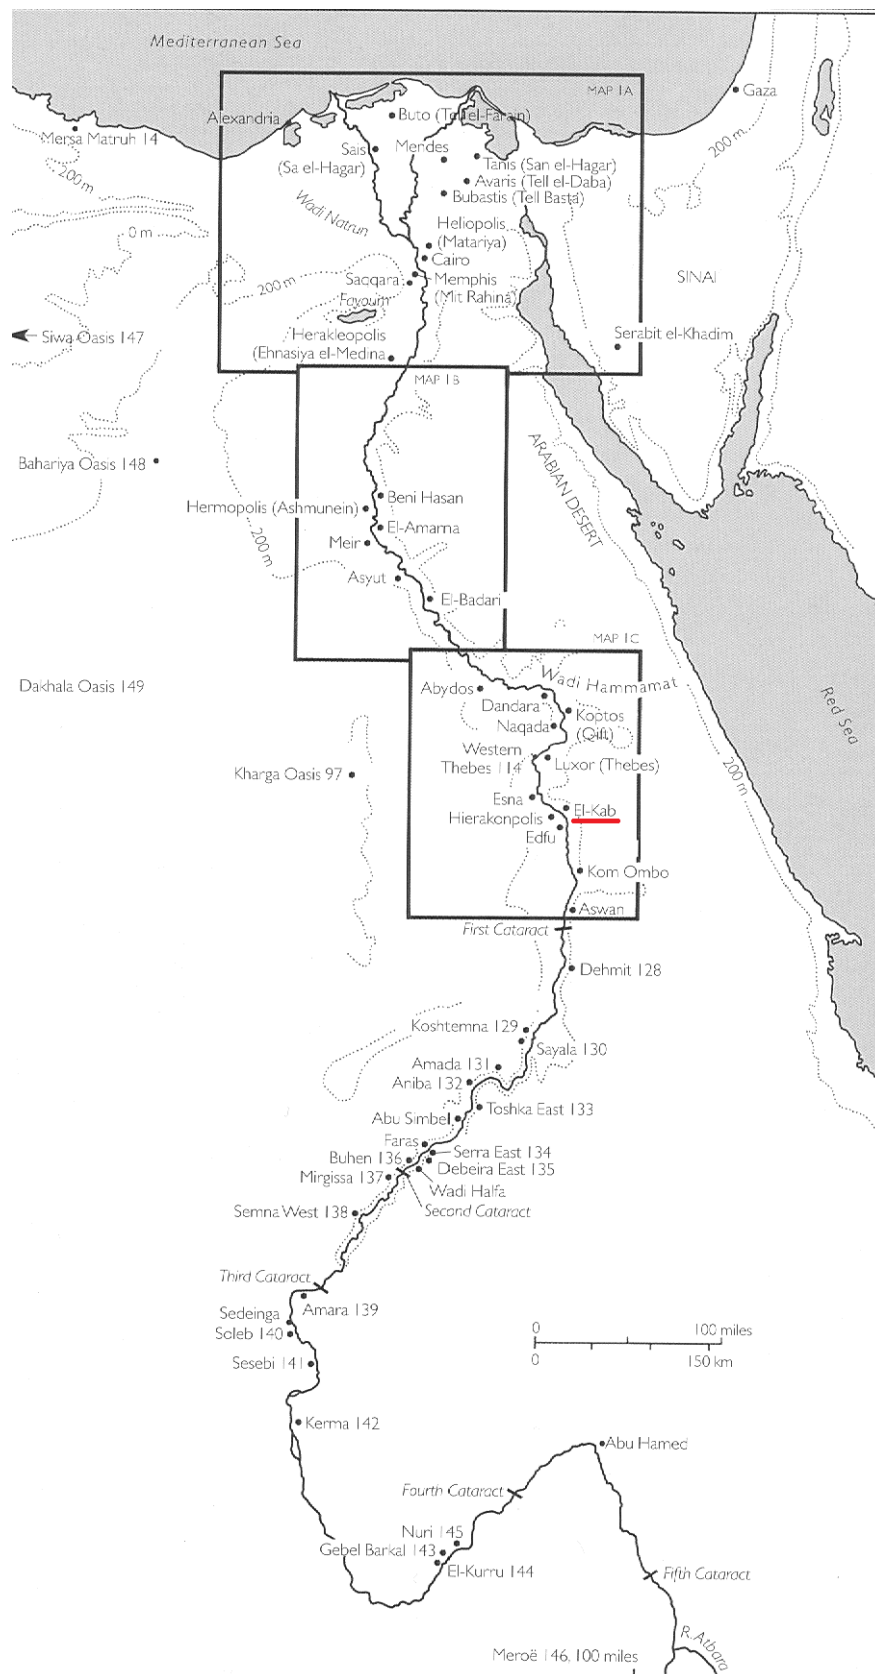 Mediterranean Sea
MAP 1A
Gaza
Alexandria
Buto (Tell el-Farain)
Mersa Matruh 14
200 m
Sais
(Sa el-Hagar)
Mendes
Tanis (San el-Hagar)
Avaris (Tell el-Daba)
Bubastis (Tell Basta)
200 m
Wadi Natrun
0 m
Heliopolis
(Matariya)
Cairo
200 m
Saqqara
Memphis
(Mit Rahina)
SINAI
Fayoum
Siwa Oasis 147
Herakleopolis
(Ehnasiya el-Medina
Serabit el-Khadim
MAP 1B
Bahariya Oasis 148
ARABIAN DESERT
Beni Hasan
Hermopolis (Ashmunein)
El-Amarna
Meir
200 m
Asyut
El-Badari
MAP 1C
Dakhala Oasis 149
Abydos
Wadi Hammamat
Dandara
Koptos
(Qift)
Naqada
Red Sea
Western
Thebes 114
Luxor (Thebes)
200 m
Kharga Oasis 97
Esna
El-Kab
Hierakonpolis
Edfu
Kom Ombo
Aswan
First Cataract
Dehmit 128
Koshtemna 129
Sayala 130
Amada 131
Aniba 132
Toshka East 133
Abu Simbel
Faras
Serra East 134
Buhen 136
Debeira East 135
Mirgissa 137
Wadi Halfa
Semna West 138
Second Cataract
Third Cataract
Amara 139
Sedeinga
Soleb 140
0 100 miles
0 150 km
Sesebi 141
Kerma 142
Abu Hamed
Fourth Cataract
Nuri 145
Gebel Barkal 143
El-Kurru 144
Fifth Cataract
R. Atbara
Meroë 146, 100 miles